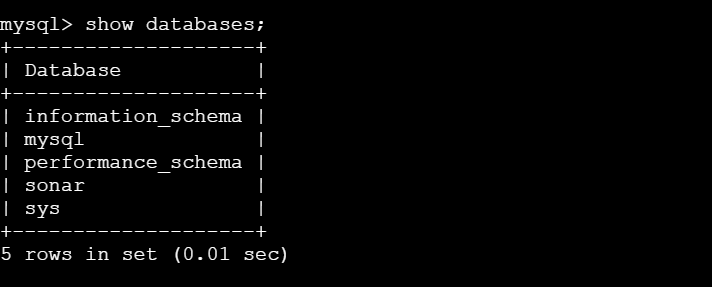 mysql> show databases;
+--------------------+
| Database           |
+--------------------+
| information_schema |
| mysql              |
| performance_schema |
| sonar              |
| sys                |
+--------------------+
5 rows in set (0.01 sec)